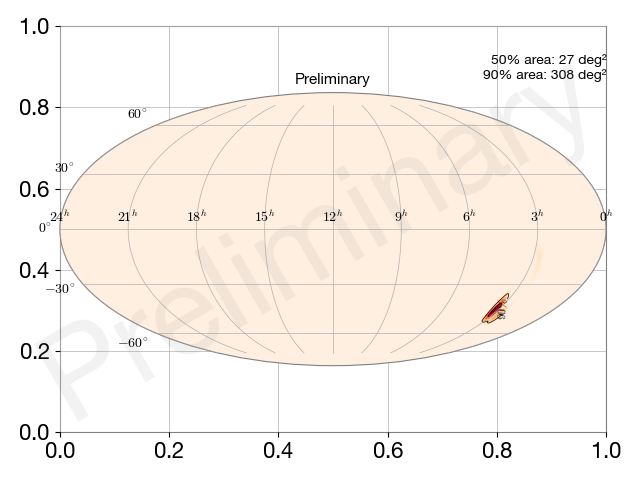 1.0
50% area: 27 deg²
90% area: 308 deg²
Preliminary
0.8
60°
30°
0.6
24h 21h 18h 15h 12h 9h 6h 3h 0h
0°
0.4
−30°
−60°
0.2
0.0
0.0 0.2 0.4 0.6 0.8 1.0
Preliminary